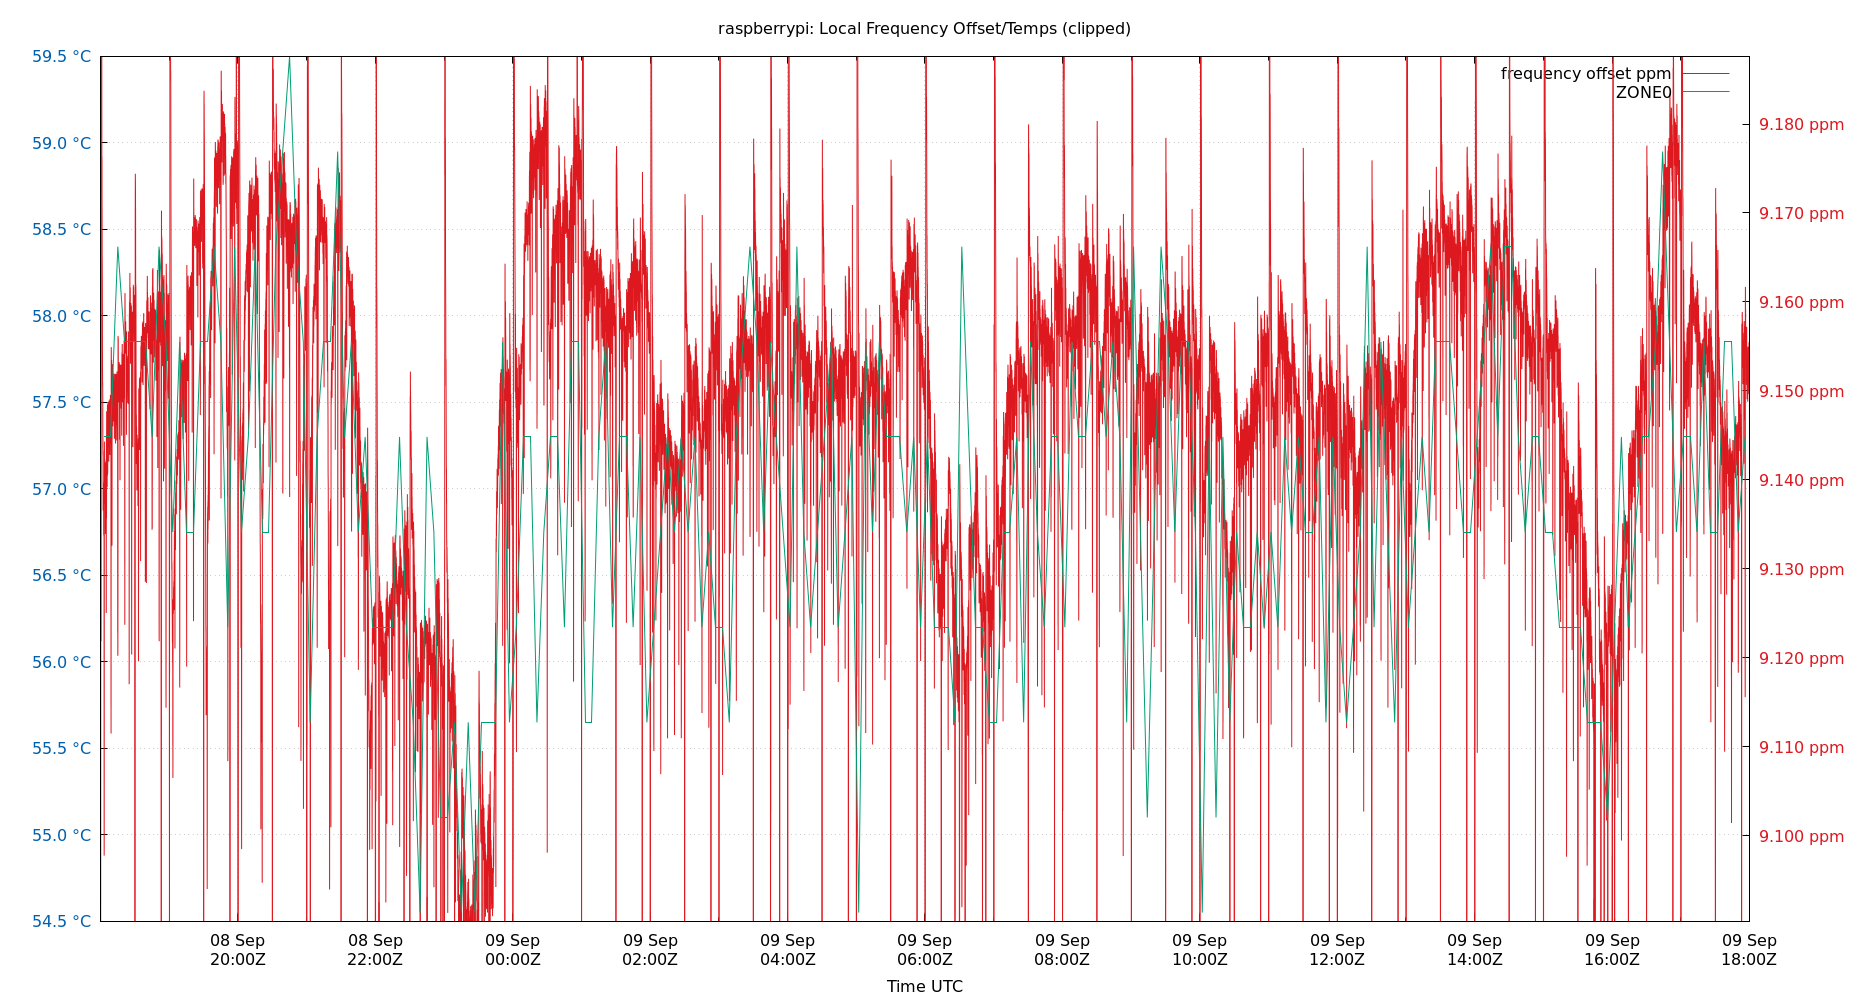 raspberrypi: Local Frequency Offset/Temps (clipped)
frequency offset ppm
ZONE0
59.5 °C
59.0 °C
58.5 °C
58.0 °C
57.5 °C
57.0 °C
56.5 °C
56.0 °C
55.5 °C
55.0 °C
54.5 °C
9.180 ppm
9.170 ppm
9.160 ppm
9.150 ppm
9.140 ppm
9.130 ppm
9.120 ppm
9.110 ppm
9.100 ppm
08 Sep
20:00Z
08 Sep
22:00Z
09 Sep
00:00Z
09 Sep
02:00Z
09 Sep
04:00Z
09 Sep
06:00Z
09 Sep
08:00Z
09 Sep
10:00Z
09 Sep
12:00Z
09 Sep
14:00Z
09 Sep
16:00Z
09 Sep
18:00Z
Time UTC